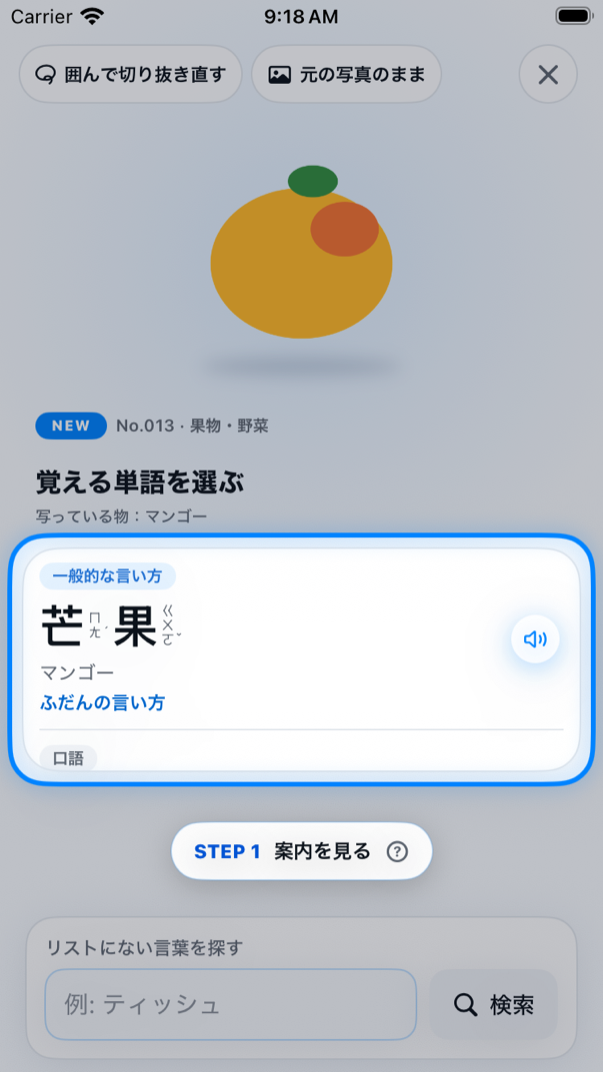 Carrier 9:18 AM
囲んで切り抜き直す 元の写真のまま
NEW No.013・果物・野菜
覚える単語を選ぶ
写っている物：マンゴー
一般的な言い方
芒ㄇㄤˊ果ㄍㄨㄛˇ
マンゴー
ふだんの言い方
口語
STEP 1 案内を見る ?
リストにない言葉を探す
例: ティッシュ 検索